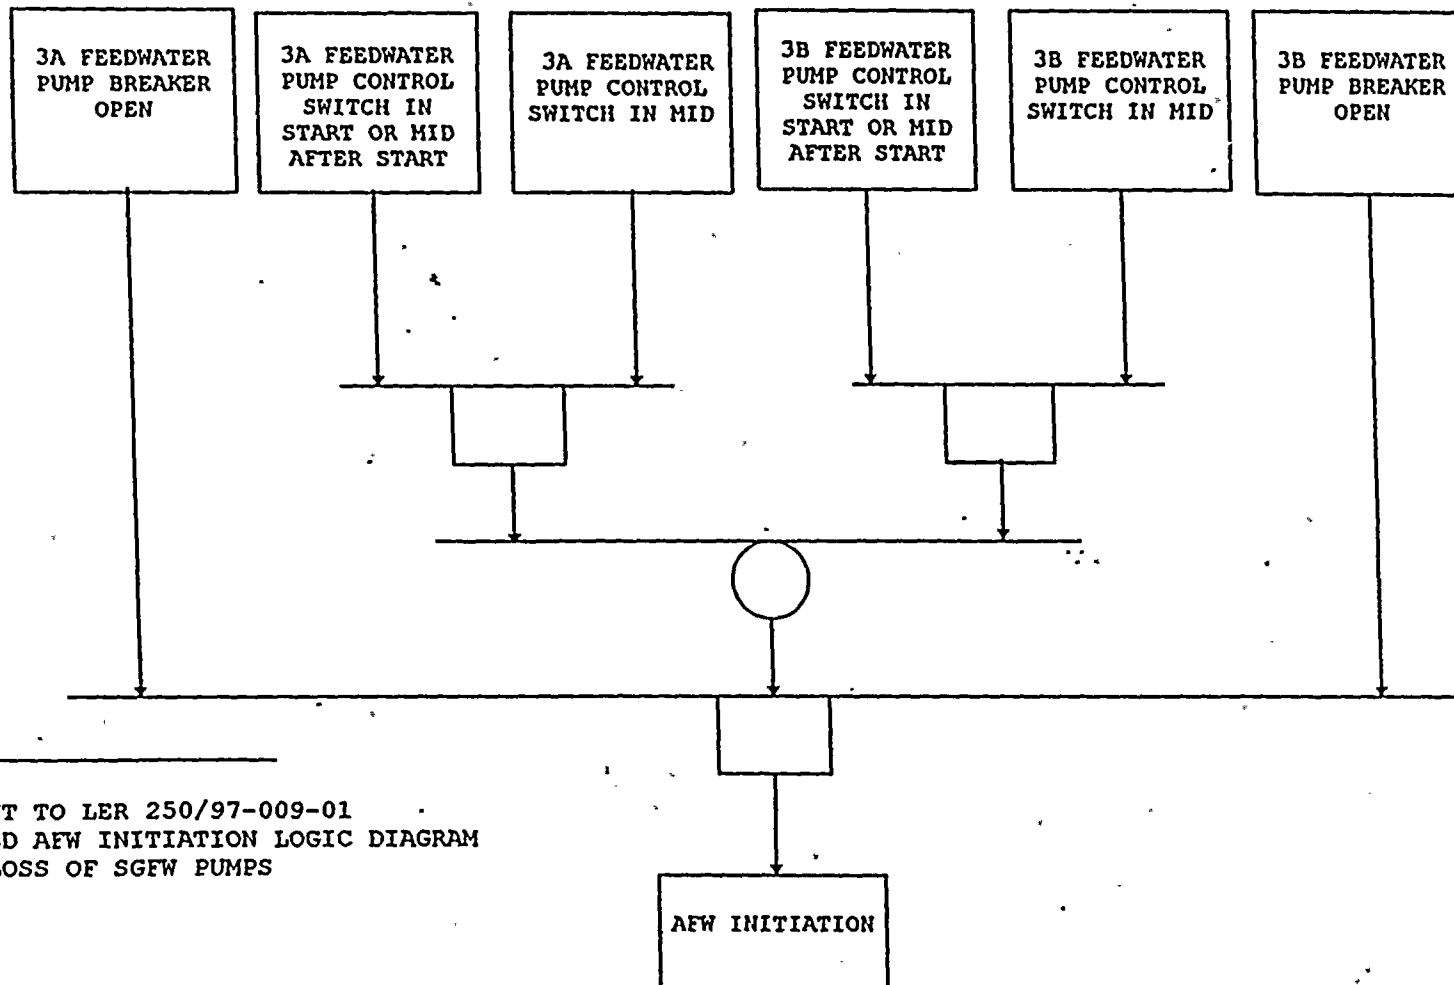 3A FEEDWATER
PUMP BREAKER
OPEN
3A FEEDWATER
PUMP CONTROL
SWITCH IN
START OR MID
AFTER START
3A FEEDWATER
PUMP CONTROL
SWITCH IN MID
3B FEEDWATER
PUMP CONTROL
SWITCH IN
START OR MID
AFTER START
3B FEEDWATER
PUMP CONTROL
SWITCH IN MID
3B FEEDWATER
PUMP BREAKER
OPEN
T TO LER 250/97-009-01
D AFW INITIATION LOGIC DIAGRAM
LOSS OF SGFW PUMPS
AFW INITIATION